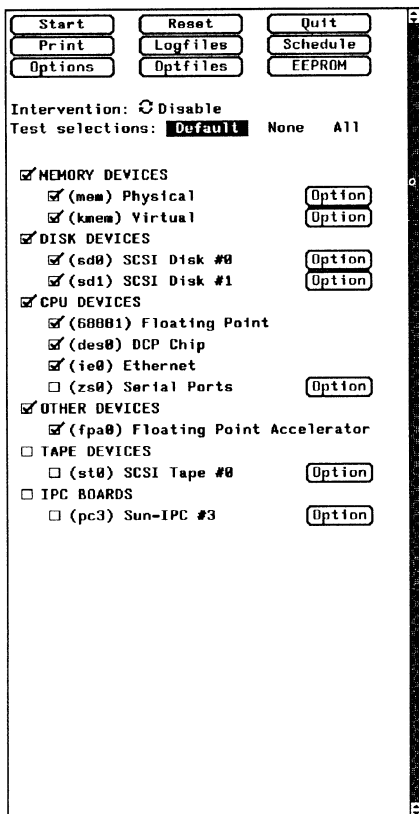 Start Reset Quit
Print Logfiles Schedule
Options Optfiles EEPROM
Intervention: Disable
Test selections: Default None All
MEMORY DEVICES
(mem) Physical Option
(kmem) Virtual Option
DISK DEVICES
(sd0) SCSI Disk #0 Option
(sd1) SCSI Disk #1 Option
CPU DEVICES
(68881) Floating Point
(des0) DCP Chip
(ie0) Ethernet
(zs0) Serial Ports Option
OTHER DEVICES
(fpa0) Floating Point Accelerator
TAPE DEVICES
(st0) SCSI Tape #0 Option
IPC BOARDS
(pc3) Sun-IPC #3 Option